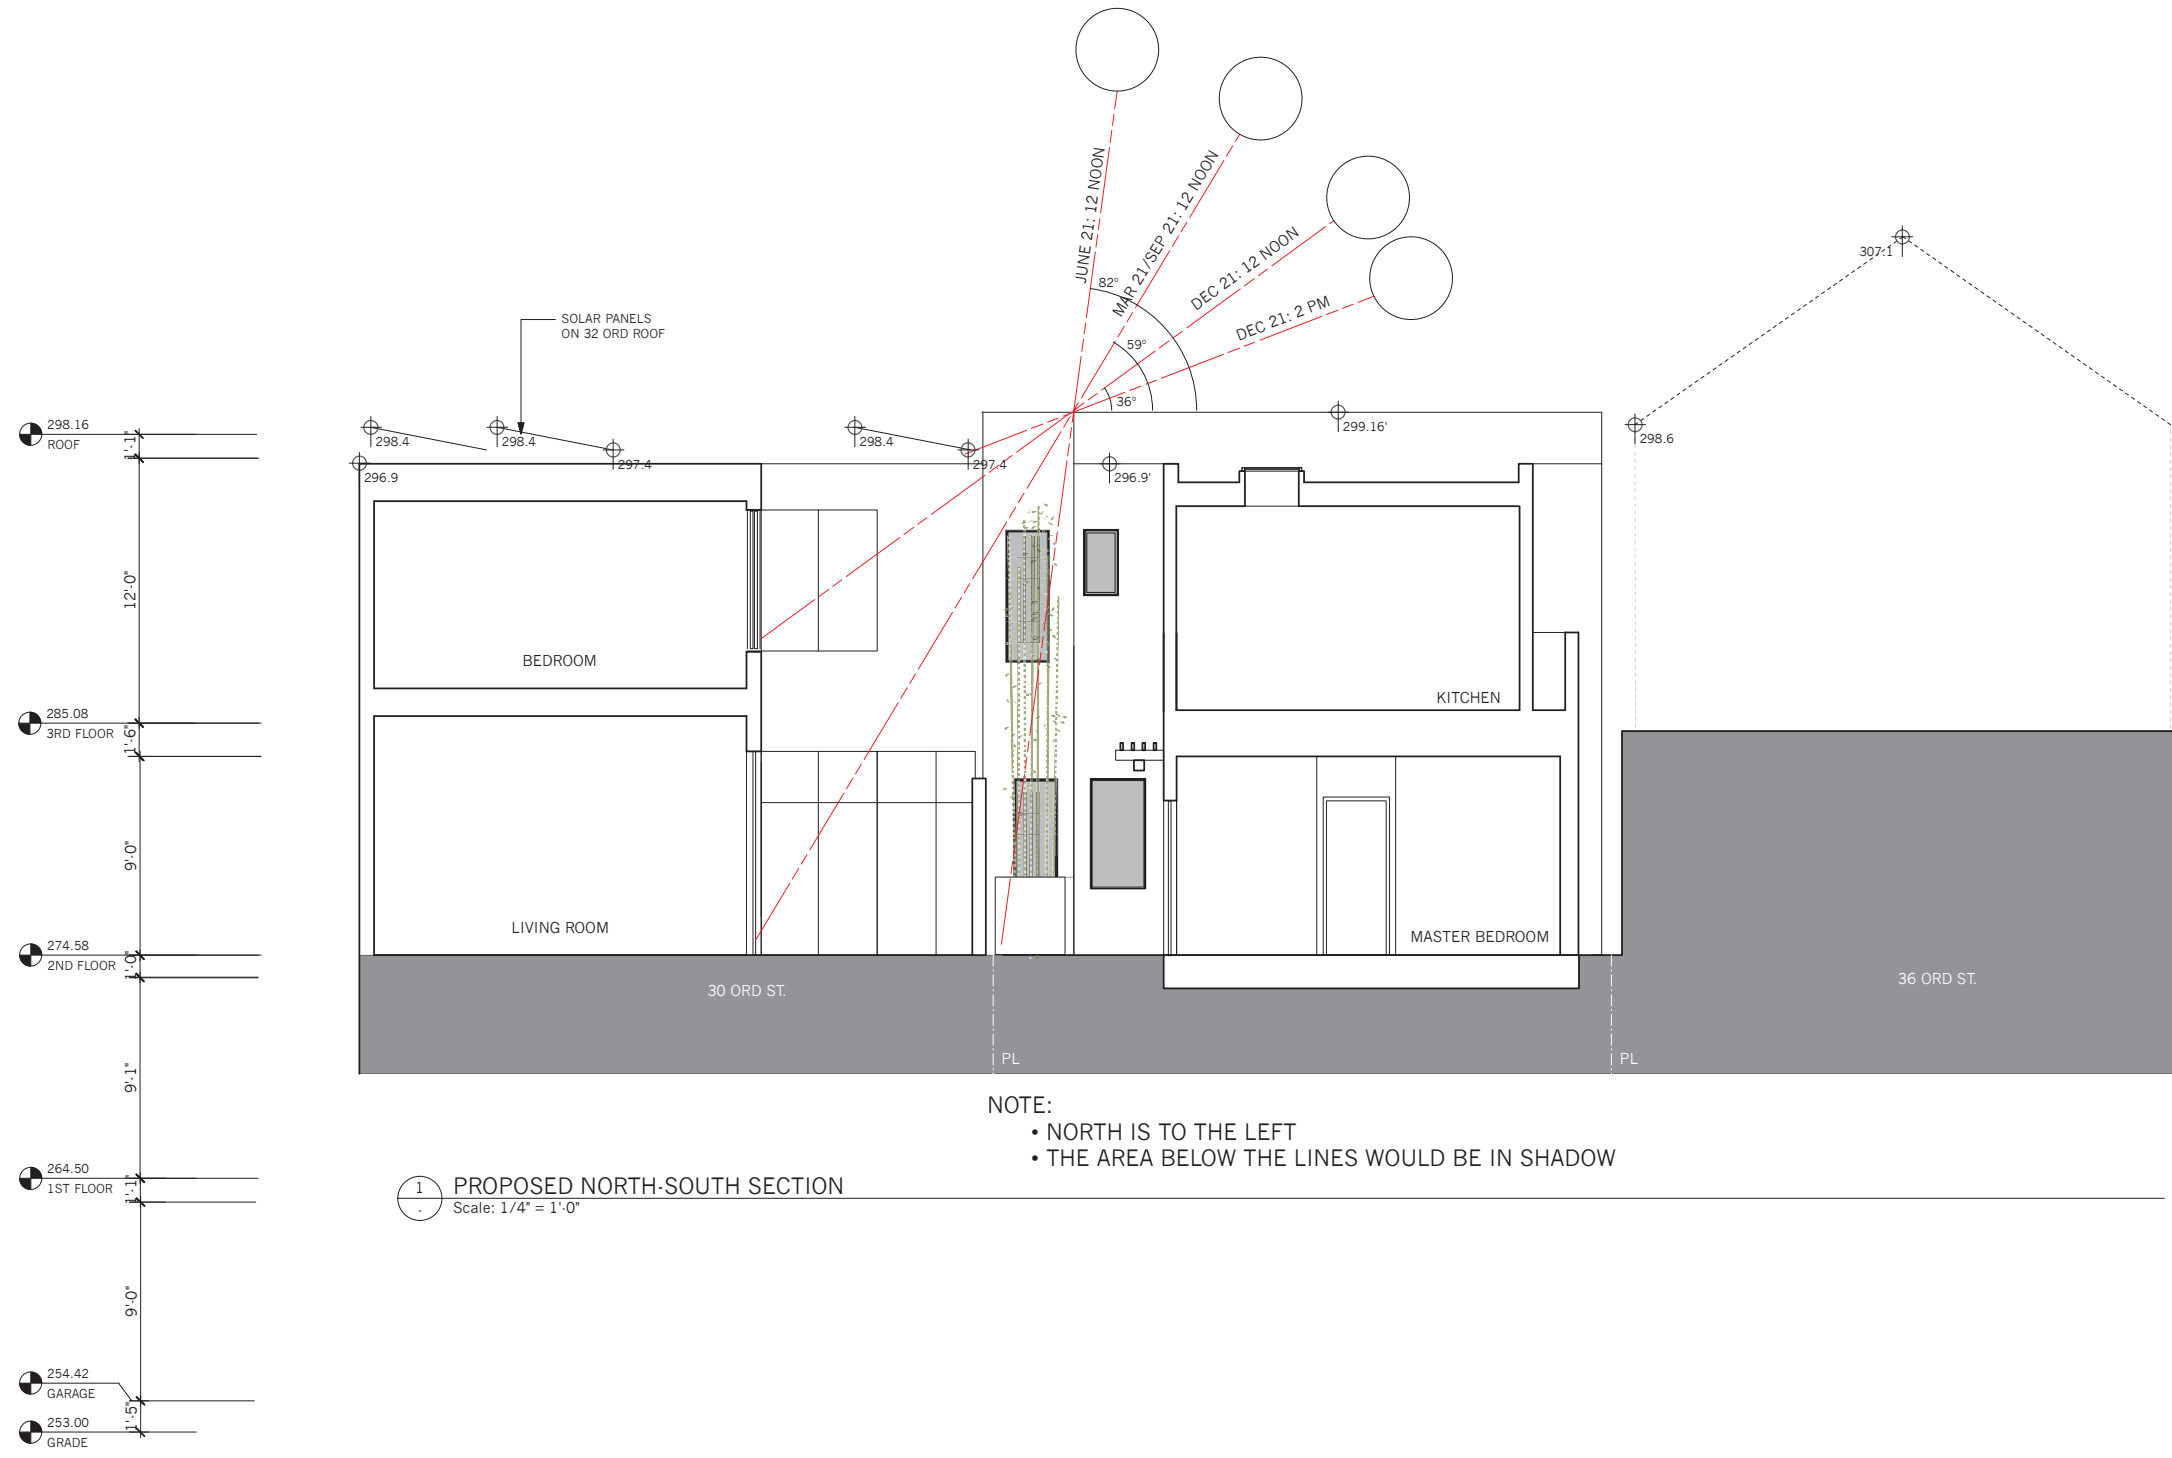 JUNE 21: 12 NOON
MAR 21/SEP 21: 12 NOON
DEC 21: 12 NOON
DEC 21: 2 PM
82°
59°
36°
307.1
SOLAR PANELS
ON 32 ORD ROOF
298.16
ROOF
1'-1"
298.4
298.4
297.4
298.4
297.4
299.16'
298.6
296.9
296.9'
12'-0"
BEDROOM
KITCHEN
285.08
3RD FLOOR
1'-6"
9'-0"
LIVING ROOM
MASTER BEDROOM
274.58
2ND FLOOR
1'-0"
30 ORD ST.
36 ORD ST.
PL
PL
9'-1"
NOTE:
• NORTH IS TO THE LEFT
• THE AREA BELOW THE LINES WOULD BE IN SHADOW
264.50
1ST FLOOR
1'-1"
1
.
PROPOSED NORTH-SOUTH SECTION
Scale: 1/4" = 1'-0"
9'-0"
254.42
GARAGE
1'-5"
253.00
GRADE